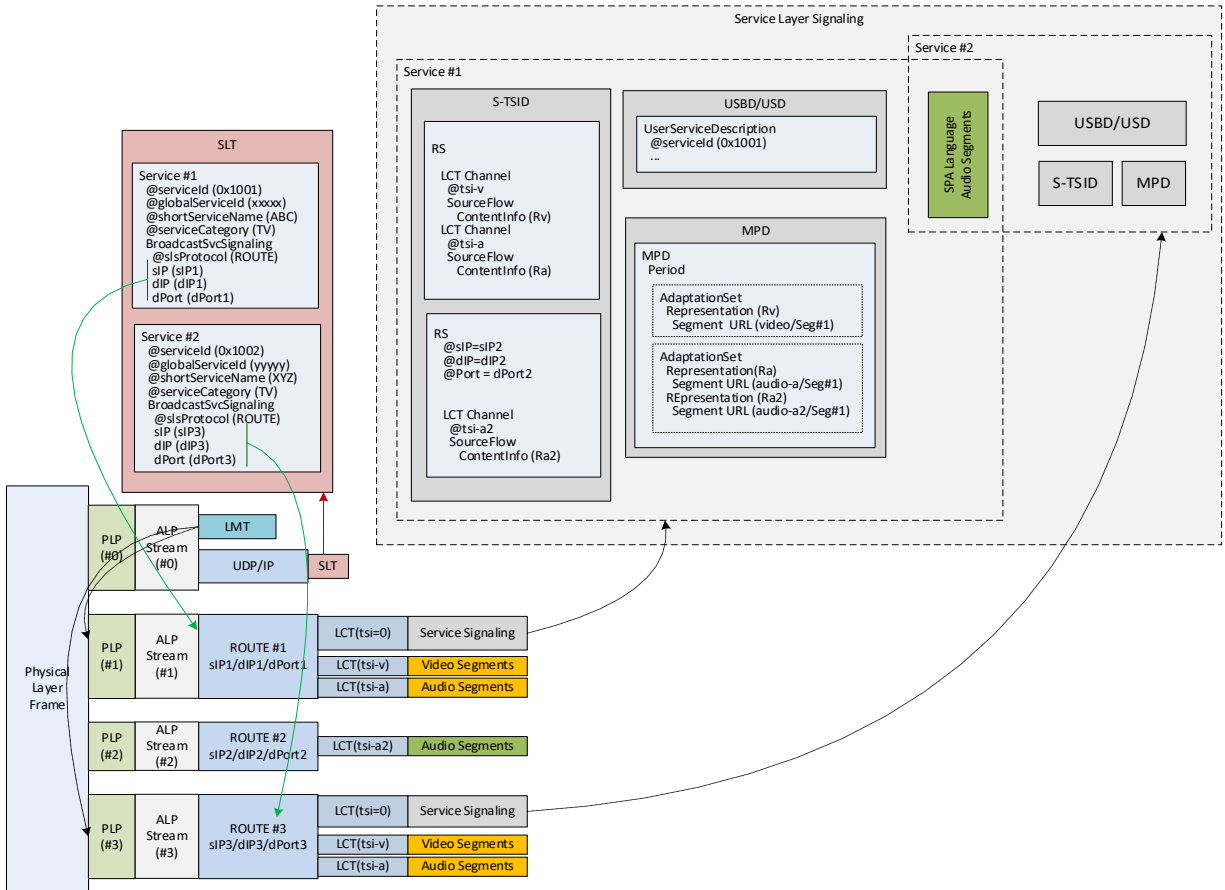 Service Layer Signaling
Service #2
Service #1
S-TSID
RS
LCT Channel
@tsi-v
SourceFlow
ContentInfo (Rv)
LCT Channel
@tsi-a
SourceFlow
ContentInfo (Ra)
RS
@sIP=sIP2
@dIP=dIP2
@Port = dPort2
LCT Channel
@tsi-a2
SourceFlow
ContentInfo (Ra2)
USBD/USD
UserServiceDescription
@serviceId (0x1001)
...
MPD
MPD
Period
AdaptationSet
Representation (Rv)
Segment URL (video/Seg#1)
AdaptationSet
Representation(Ra)
Segment URL (audio-a/Seg#1)
REpresentation (Ra2)
Segment URL (audio-a2/Seg#1)
SPA Language
Audio Segments
USBD/USD
S-TSID
MPD
SLT
Service #1
@serviceId (0x1001)
@globalServiceId (xxxxx)
@shortServiceName (ABC)
@serviceCategory (TV)
BroadcastSvcSignaling
@slsProtocol (ROUTE)
sIP (sIP1)
dIP (dIP1)
dPort (dPort1)
Service #2
@serviceId (0x1002)
@globalServiceId (yyyyy)
@shortServiceName (XYZ)
@serviceCategory (TV)
BroadcastSvcSignaling
@slsProtocol (ROUTE)
sIP (sIP3)
dIP (dIP3)
dPort (dPort3)
Physical
Layer
Frame
PLP
(#0)
ALP
Stream
(#0)
LMT
UDP/IP
SLT
PLP
(#1)
ALP
Stream
(#1)
ROUTE #1
sIP1/dIP1/dPort1
LCT(tsi=0)
Service Signaling
LCT(tsi-v)
Video Segments
LCT(tsi-a)
Audio Segments
PLP
(#2)
ALP
Stream
(#2)
ROUTE #2
sIP2/dIP2/dPort2
LCT(tsi-a2)
Audio Segments
PLP
(#3)
ALP
Stream
(#3)
ROUTE #3
sIP3/dIP3/dPort3
LCT(tsi=0)
Service Signaling
LCT(tsi-v)
Video Segments
LCT(tsi-a)
Audio Segments